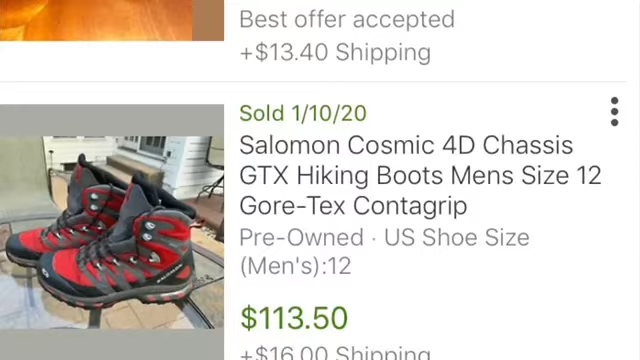 Best offer accepted
+$13.40 Shipping
Sold 1/10/20
Salomon Cosmic 4D Chassis
GTX Hiking Boots Mens Size 12
Gore-Tex Contagrip
Pre-Owned · US Shoe Size
(Men's):12
$113.50
+$16.00 Shipping